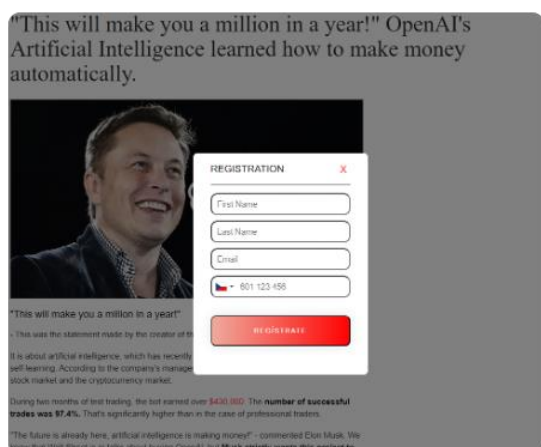 "This will make you a million in a year!" OpenAI's
Artificial Intelligence learned how to make money
automatically.
REGISTRATION X
First Name
Last Name
Email
601 123 456
REGÍSTRATE
"This will make you a million in a year!"
- This was the statement made by the creator of
It is about artificial intelligence, which has recently
self-learning. According to the company's manage
stock market and the cryptocurrency market.
During two months of test trading, the bot earned over $430,000. The number of successful
trades was 97.4%. That's significantly higher than in the case of professional traders.
"The future is already here, artificial intelligence is making money!" - commented Elon Musk. We